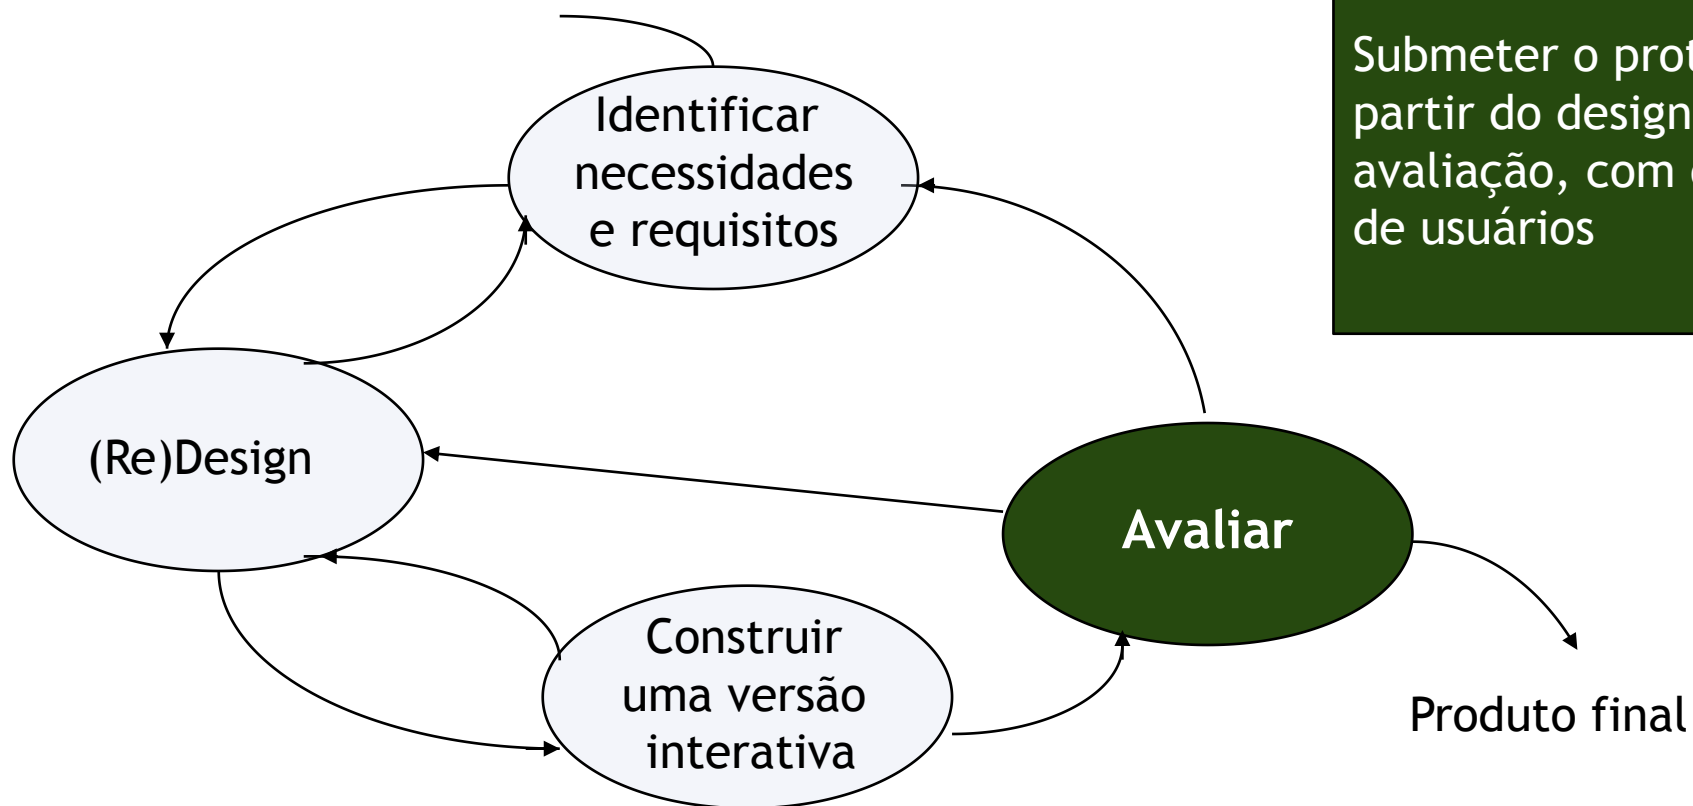 Submeter o
partir do design
avaliação, com
de usuários
Identificar
necessidades
e requisitos
(Re)Design
Avaliar
Construir
uma versão
interativa
Produto final